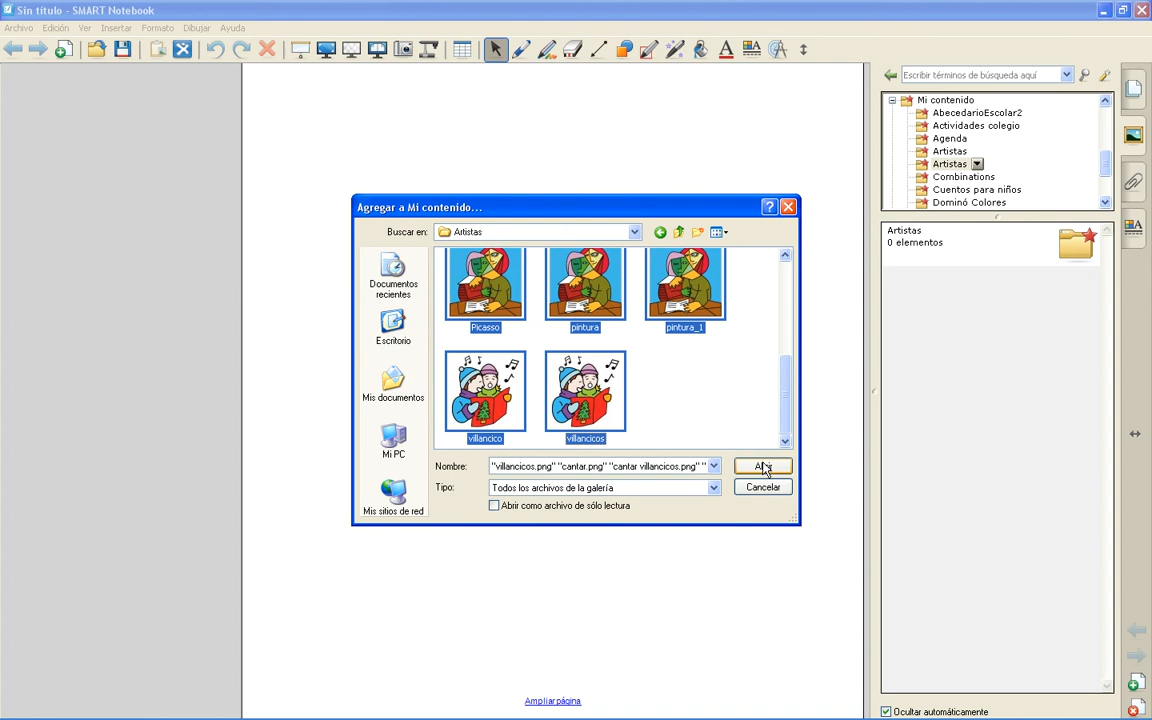 Sin título - SMART Notebook
Archivo Edición Ver Insertar Formato Dibujar Ayuda
Escribir términos de búsqueda aquí
Mi contenido
AbecedarioEscolar2
Actividades colegio
Agenda
Artistas
Artistas
Combinations
Cuentos para niños
Dominó Colores
Artistas
0 elementos
Agregar a Mi contenido...
Buscar en: Artistas
Documentos recientes
Escritorio
Mis documentos
Mi PC
Mis sitios de red
Picasso pintura pintura_1
villancico villancicos
Nombre: "villancicos.png" "cantar.png" "cantar villancicos.png" "
Tipo: Todos los archivos de la galería
Cancelar
Abrir como archivo de sólo lectura
Ampliar página
Ocultar automáticamente